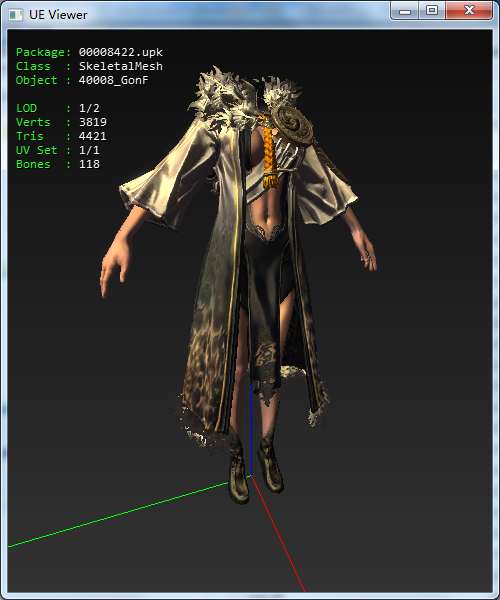 UE Viewer
Package: 00008422.upk
Class : SkeletalMesh
Object : 40008_GonF
LOD : 1/2
Verts : 3819
Tris : 4421
UV Set : 1/1
Bones : 118